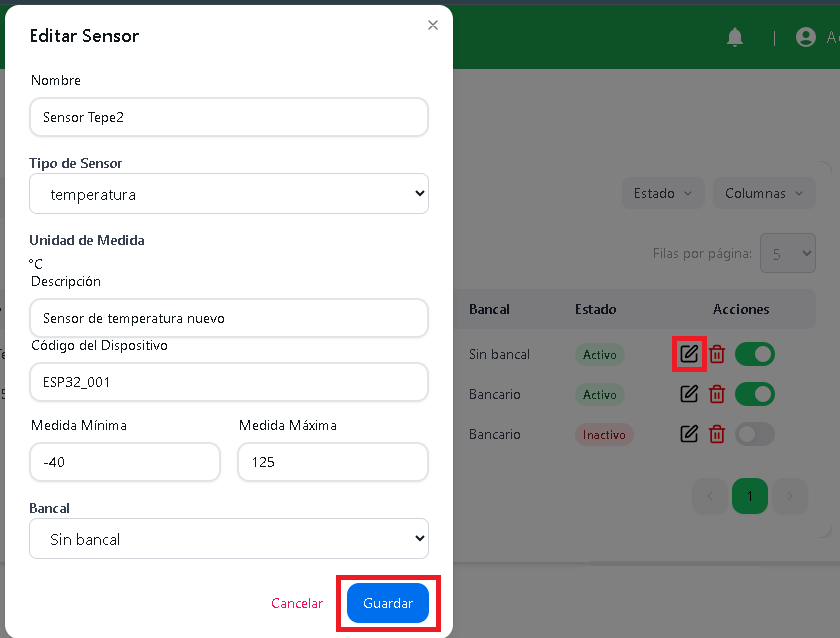 Editar Sensor
Nombre
Sensor Tepe2
Tipo de Sensor
temperatura
Unidad de Medida
°C
Descripción
Sensor de temperatura nuevo
Código del Dispositivo
ESP32_001
Medida Mínima Medida Máxima
-40 125
Bancal
Sin bancal
Cancelar Guardar
Estado Columnas
Filas por página: 5
Bancal Estado Acciones
Sin bancal Activo
Bancario Activo
Bancario Inactivo
1